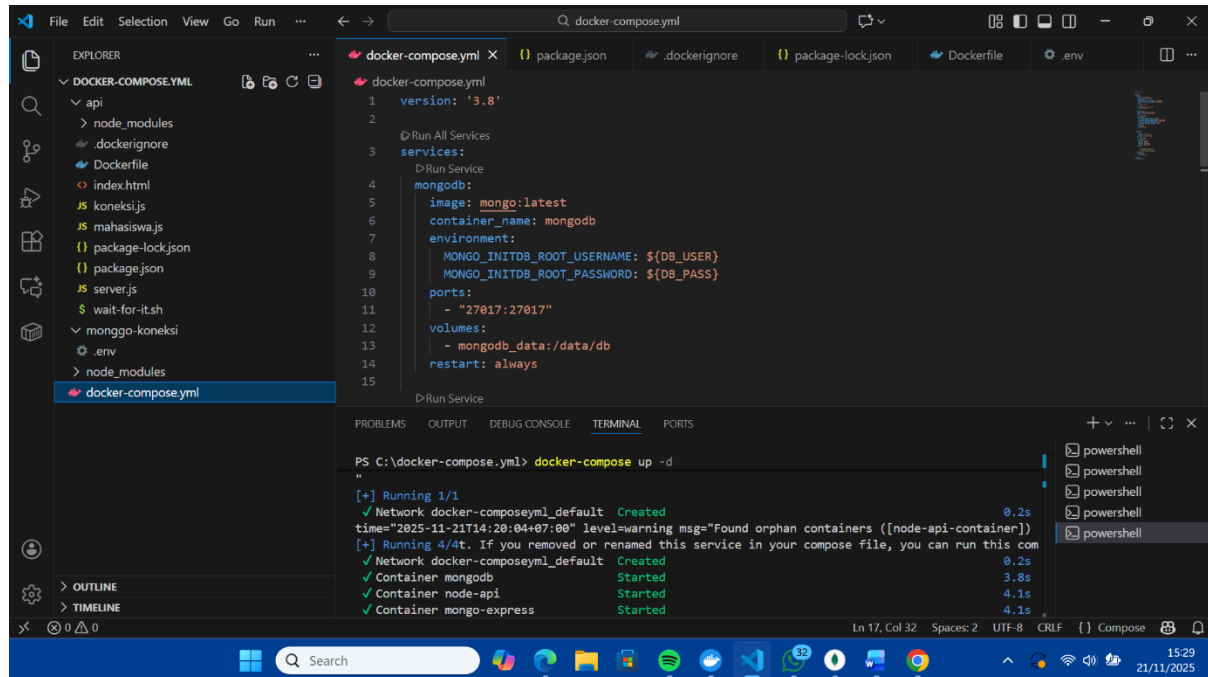 File Edit Selection View Go Run ···
docker-compose.yml
EXPLORER
DOCKER-COMPOSE.YML
api
node_modules
.dockerignore
Dockerfile
<> index.html
JS koneksi.js
JS mahasiswa.js
{} package-lock.json
{} package.json
JS server.js
$ wait-for-it.sh
monggo-koneksi
.env
node_modules
docker-compose.yml
OUTLINE
TIMELINE
docker-compose.yml {} package.json .dockerignore {} package-lock.json Dockerfile .env
docker-compose.yml
1 version: '3.8'
2
Run All Services
3 services:
Run Service
4 mongodb:
5 image: mongo:latest
6 container_name: mongodb
7 environment:
8 MONGO_INITDB_ROOT_USERNAME: ${DB_USER}
9 MONGO_INITDB_ROOT_PASSWORD: ${DB_PASS}
10 ports:
11 - "27017:27017"
12 volumes:
13 - mongodb_data:/data/db
14 restart: always
15
Run Service
PROBLEMS OUTPUT DEBUG CONSOLE TERMINAL PORTS
PS C:\docker-compose.yml> docker-compose up -d
"
[+] Running 1/1
✓ Network docker-composeyml_default Created 0.2s
time="2025-11-21T14:20:04+07:00" level=warning msg="Found orphan containers ([node-api-container])
[+] Running 4/4t. If you removed or renamed this service in your compose file, you can run this com
✓ Network docker-composeyml_default Created 0.2s
✓ Container mongodb Started 3.8s
✓ Container node-api Started 4.1s
✓ Container mongo-express Started 4.1s
powershell
powershell
powershell
powershell
powershell
0 0 Ln 17, Col 32 Spaces: 2 UTF-8 CRLF {} Compose
Search
32
15:29
21/11/2025